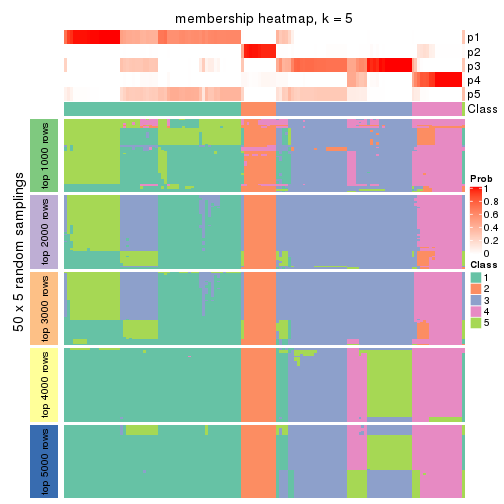 membership heatmap, k = 5
p1
p2
p3
p4
p5
Class
50 x 5 random samplings
top 1000 rows
top 2000 rows
top 3000 rows
top 4000 rows
top 5000 rows
Prob
1
0.8
0.6
0.4
0.2
0
Class
1
2
3
4
5